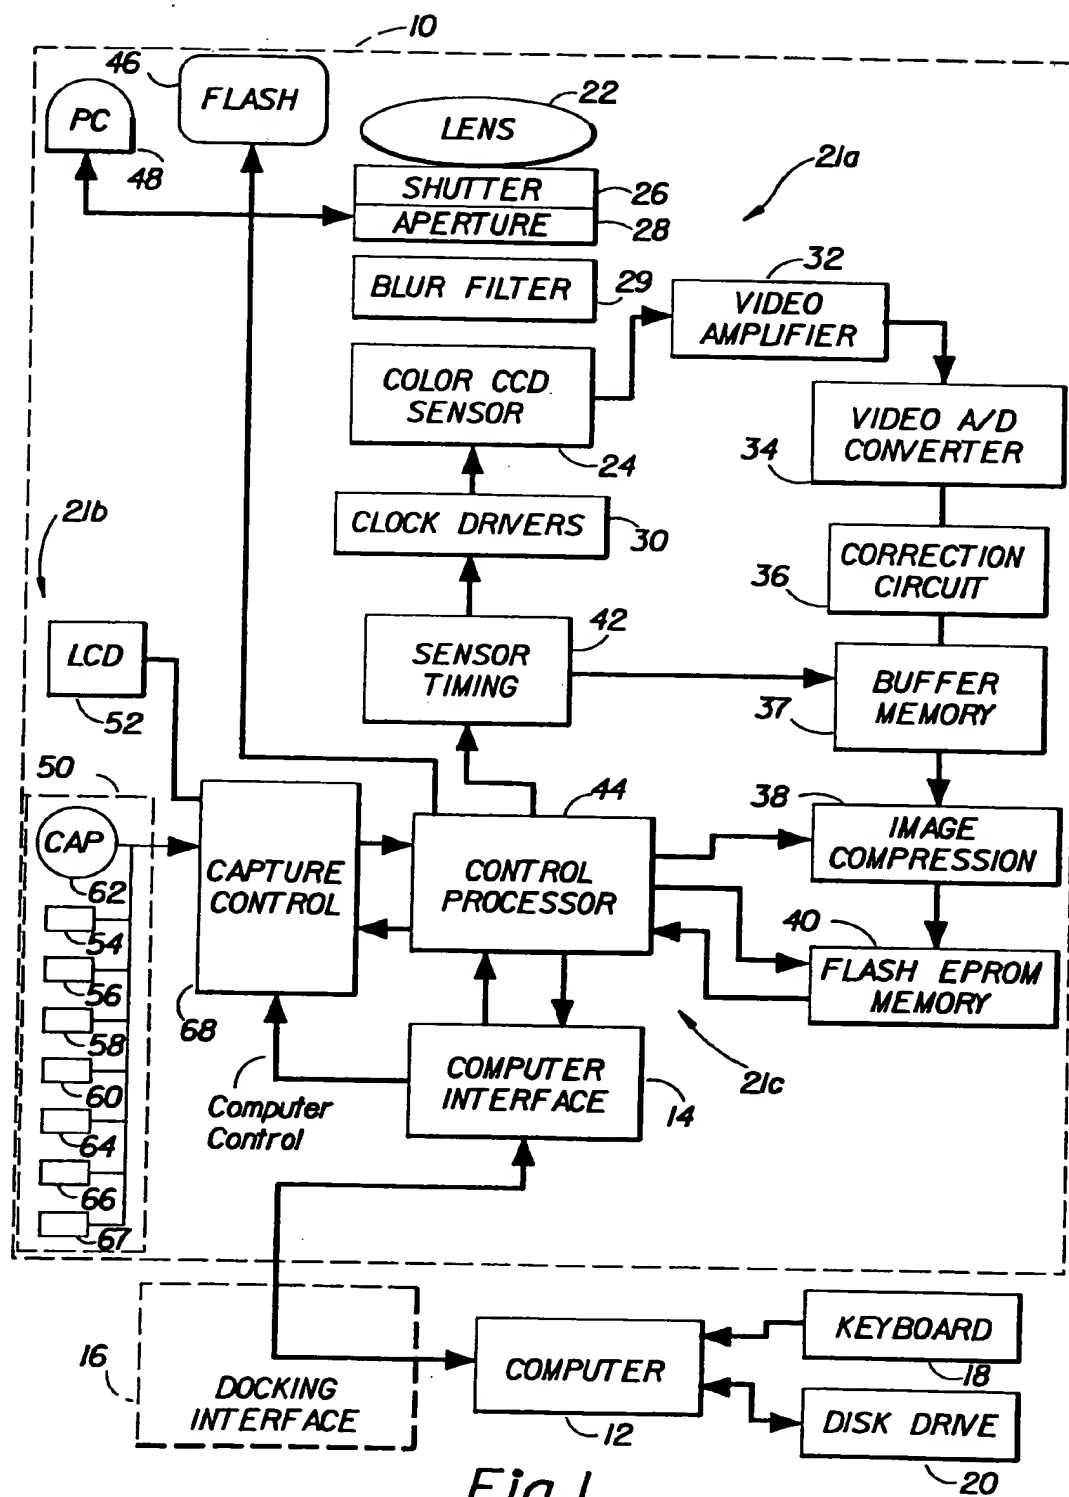 10
46
FLASH
PC
48
22
LENS
21a
SHUTTER
26
APERTURE
28
BLUR FILTER
29
32
VIDEO
AMPLIFIER
COLOR CCD
SENSOR
24
VIDEO A/D
CONVERTER
34
21b
CLOCK DRIVERS
30
CORRECTION
CIRCUIT
36
LCD
52
SENSOR
TIMING
42
BUFFER
MEMORY
37
50
CAP
62
54
56
58
60
64
66
67
CAPTURE
CONTROL
68
44
CONTROL
PROCESSOR
38
IMAGE
COMPRESSION
40
FLASH EPROM
MEMORY
21c
Computer
Control
COMPUTER
INTERFACE
14
16
DOCKING
INTERFACE
COMPUTER
12
KEYBOARD
18
DISK DRIVE
20
Fig. 1